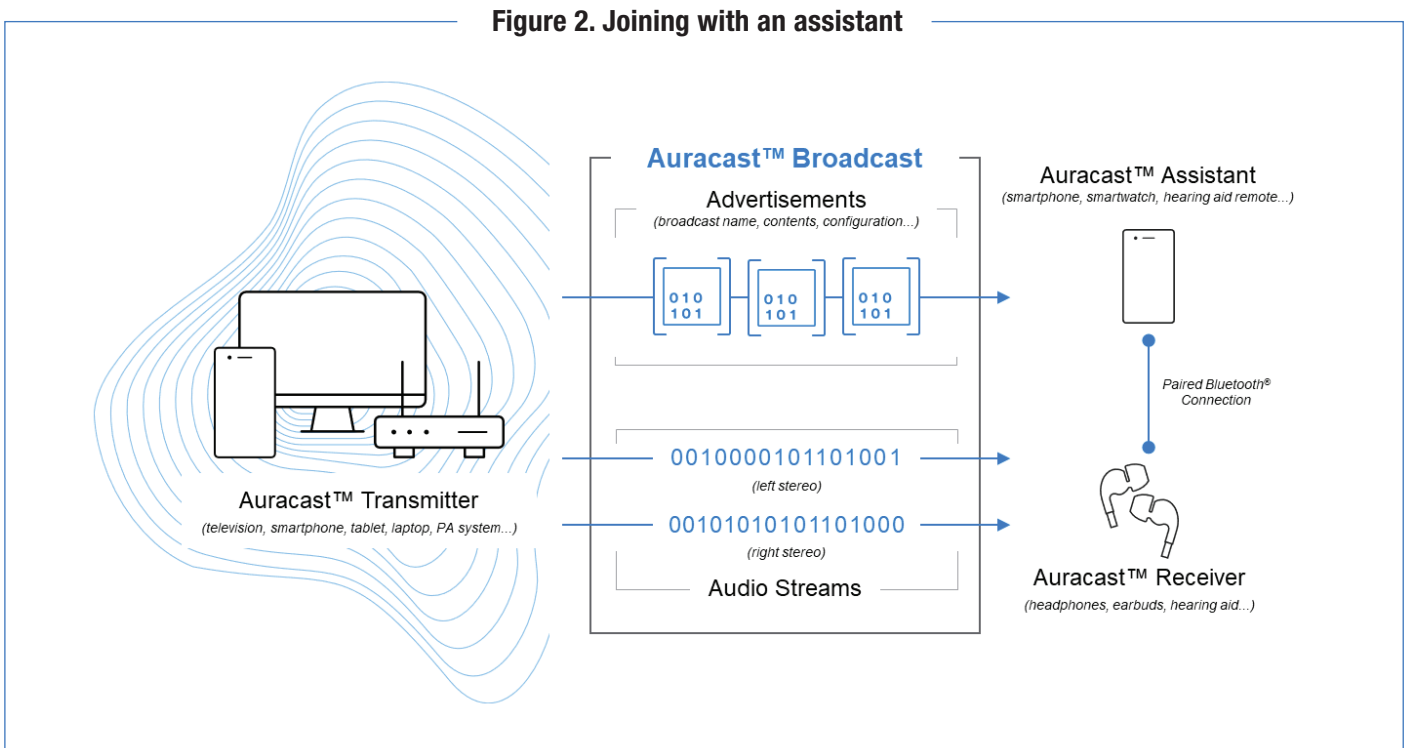 Figure 2. Joining with an assistant
Auracast™ Broadcast
Advertisements
(broadcast name, contents, configuration...)
010
101
010
101
010
101
Auracast™ Assistant
(smartphone, smartwatch, hearing aid remote...)
Paired Bluetooth®
Connection
Auracast™ Transmitter
(television, smartphone, tablet, laptop, PA system...)
0010000101101001
(left stereo)
00101010101101000
(right stereo)
Audio Streams
Auracast™ Receiver
(headphones, earbuds, hearing aid...)